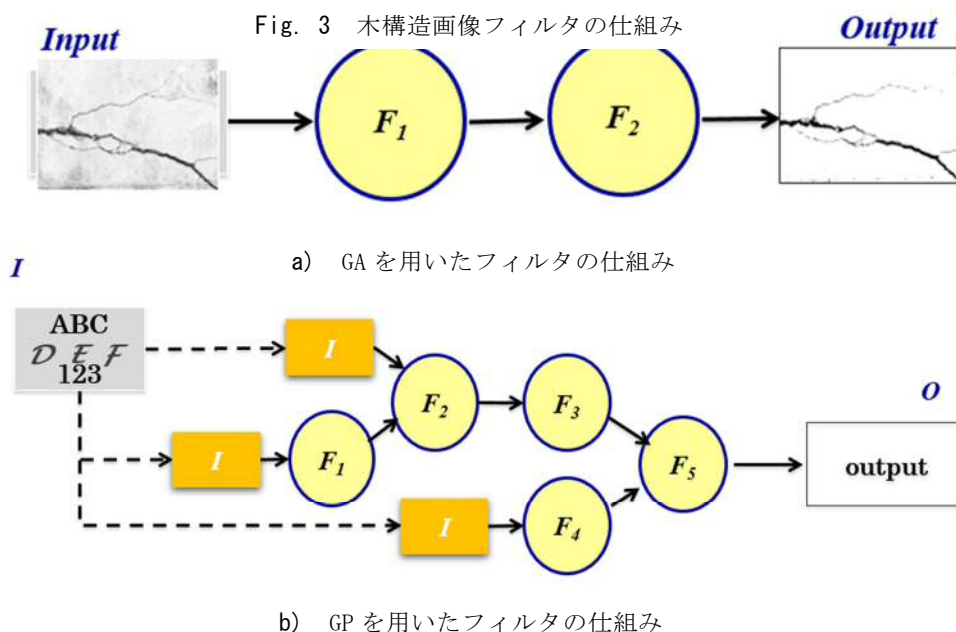 Fig. 3 木構造画像フィルタの仕組み
Input
Output
F1
F2
a) GA を用いたフィルタの仕組み
I
ABC
D E F
123
I
I
F1
F2
F3
I
F4
F5
O
output
b) GP を用いたフィルタの仕組み